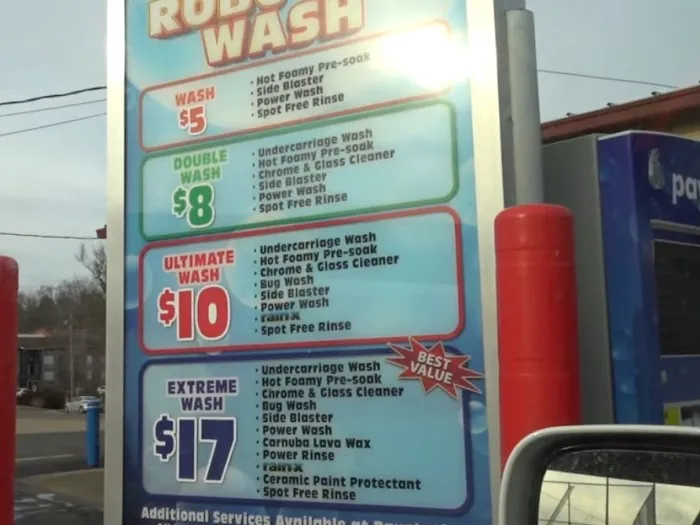 WASH
WASH
$5
• Hot Foamy Pre-soak
• Side Blaster
• Power Wash
• Spot Free Rinse
DOUBLE
WASH
$8
• Undercarriage Wash
• Hot Foamy Pre-soak
• Chrome & Glass Cleaner
• Side Blaster
• Power Wash
• Spot Free Rinse
ULTIMATE
WASH
$10
• Undercarriage Wash
• Hot Foamy Pre-soak
• Chrome & Glass Cleaner
• Bug Wash
• Side Blaster
• Power Wash
• rainx
• Spot Free Rinse
BEST
VALUE
EXTREME
WASH
$17
• Undercarriage Wash
• Hot Foamy Pre-soak
• Chrome & Glass Cleaner
• Bug Wash
• Side Blaster
• Power Wash
• Carnuba Lava Wax
• Power Rinse
• rainx
• Ceramic Paint Protectant
• Spot Free Rinse
Additional Services Available at
pay